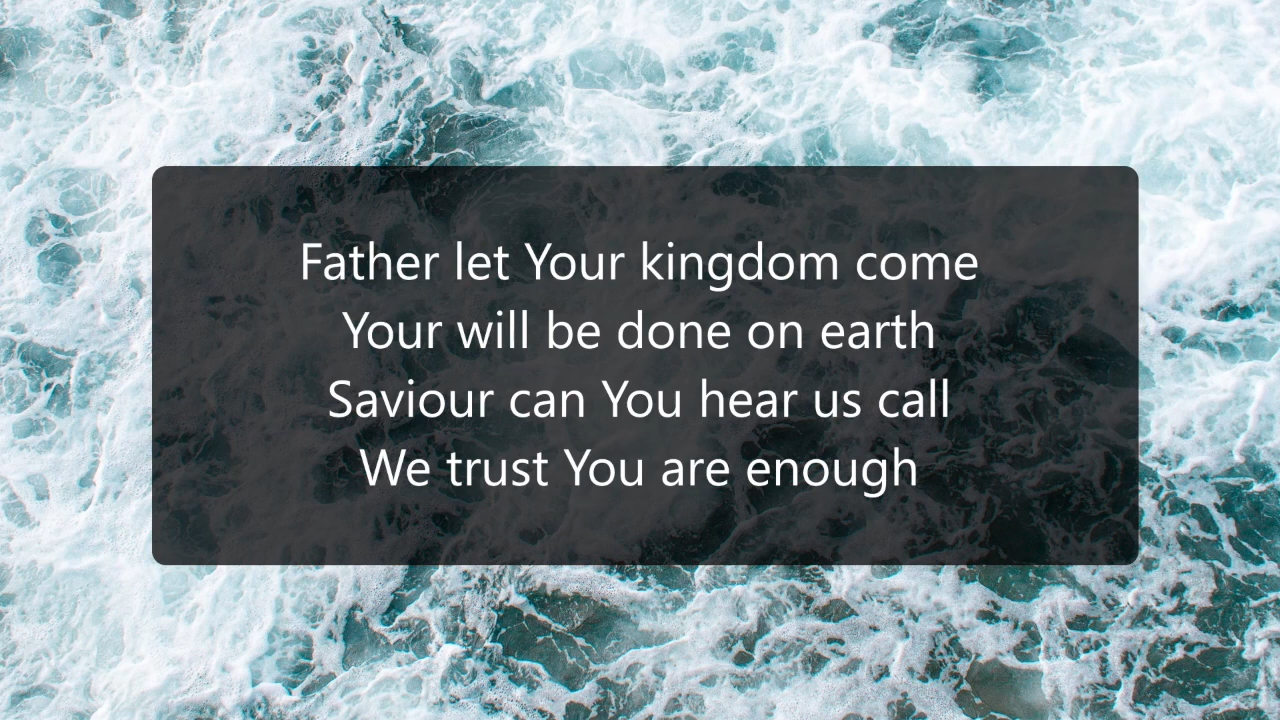 Father let Your kingdom come
Your will be done on earth
Saviour can You hear us call
We trust You are enough